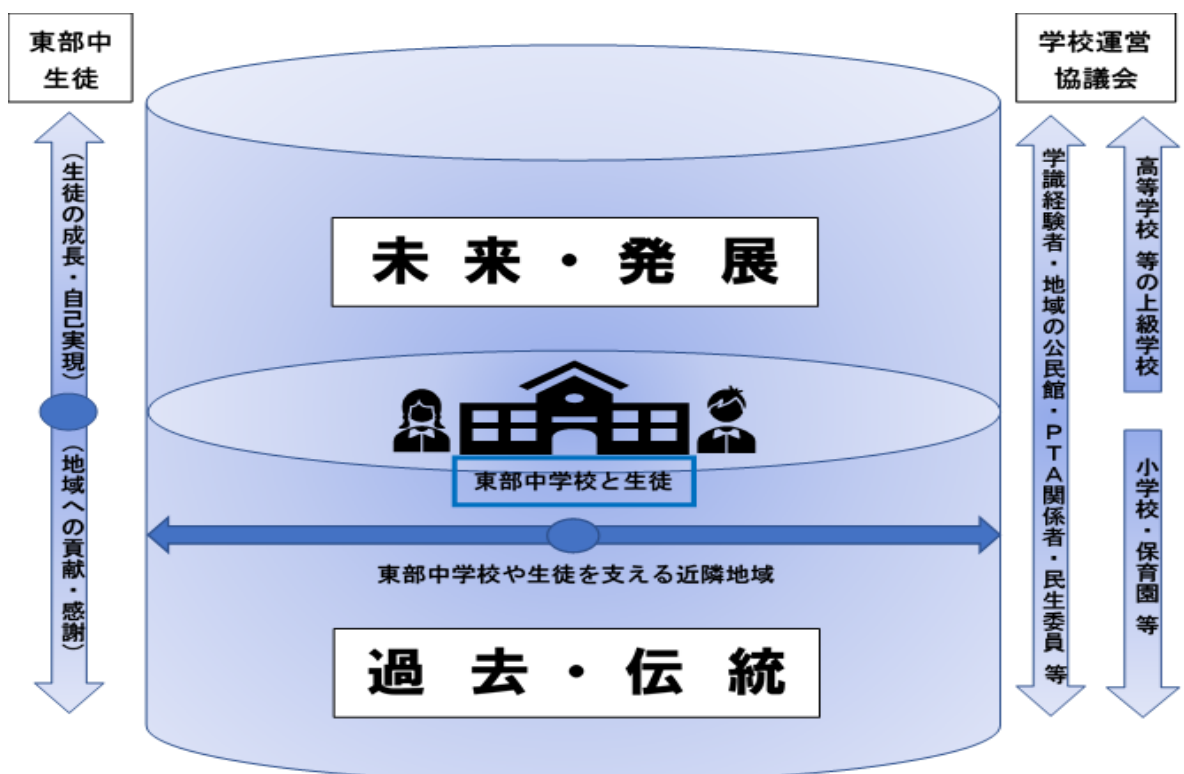 東部中
生徒
学校運営
協議会
(生徒の成長・自己実現)
(地域への貢献・感謝)
未来・発展
東部中学校と生徒
東部中学校や生徒を支える近隣地域
過去・伝統
学識経験者・地域の公民館・PTA関係者・民生委員 等
高等学校 等の上級学校
小学校・保育園 等